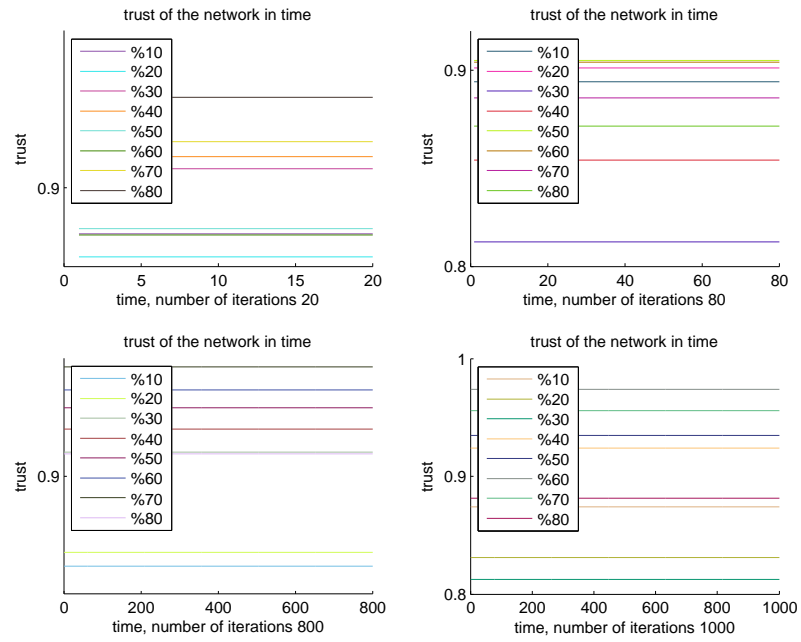 trust of the network in time
trust
0.9
%10
%20
%30
%40
%50
%60
%70
%80
0 5 10 15 20
time, number of iterations 20
trust of the network in time
trust
0.9
0.8
%10
%20
%30
%40
%50
%60
%70
%80
0 20 40 60 80
time, number of iterations 80
trust of the network in time
trust
0.9
%10
%20
%30
%40
%50
%60
%70
%80
0 200 400 600 800
time, number of iterations 800
trust of the network in time
trust
1
0.9
0.8
%10
%20
%30
%40
%50
%60
%70
%80
0 200 400 600 800 1000
time, number of iterations 1000